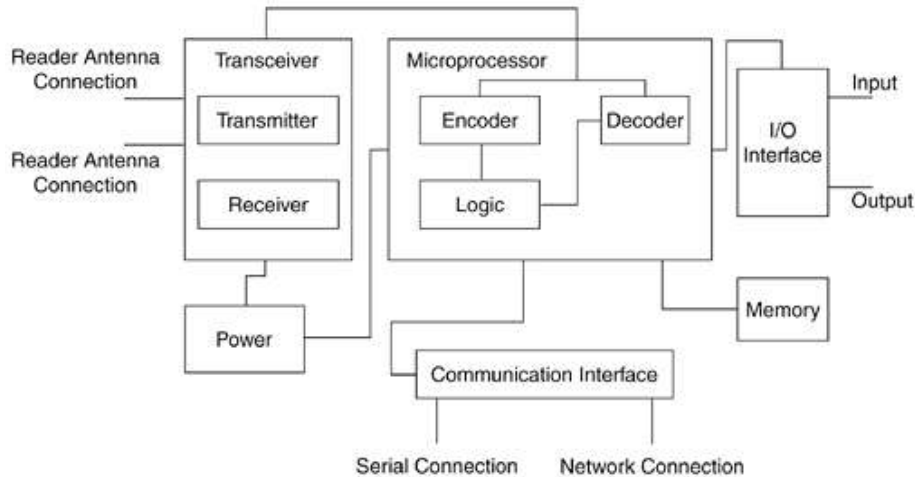 Reader Antenna
Connection
Reader Antenna
Connection
Transceiver
Transmitter
Receiver
Power
Microprocessor
Encoder
Decoder
Logic
I/O
Interface
Input
Output
Memory
Communication Interface
Serial Connection
Network Connection